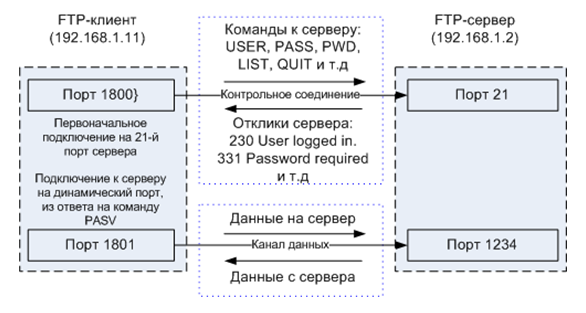 FTP-клиент
(192.168.1.11)
Порт 1800}
Первоначальное
подключение на 21-й
порт сервера
Подключение к серверу
на динамический порт,
из ответа на команду
PASV
Порт 1801
Команды к серверу:
USER, PASS, PWD,
LIST, QUIT и т.д
Контрольное соединение
Отклики сервера:
230 User logged in.
331 Password required
и т.д
Данные на сервер
Канал данных
Данные с сервера
FTP-сервер
(192.168.1.2)
Порт 21
Порт 1234